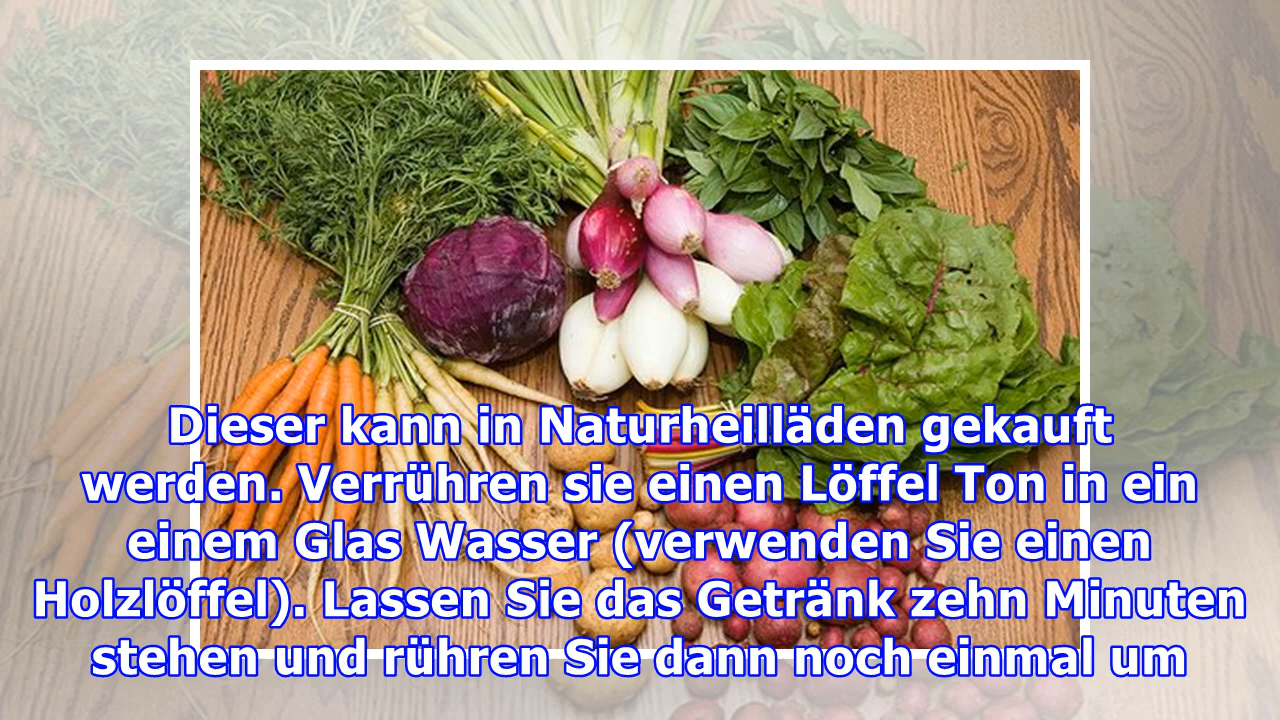 Dieser kann in Naturheilläden gekauft
werden. Verrühren sie einen Löffel Ton in ein
einem Glas Wasser (verwenden Sie einen
Holzlöffel). Lassen Sie das Getränk zehn Minuten
stehen und rühren Sie dann noch einmal um